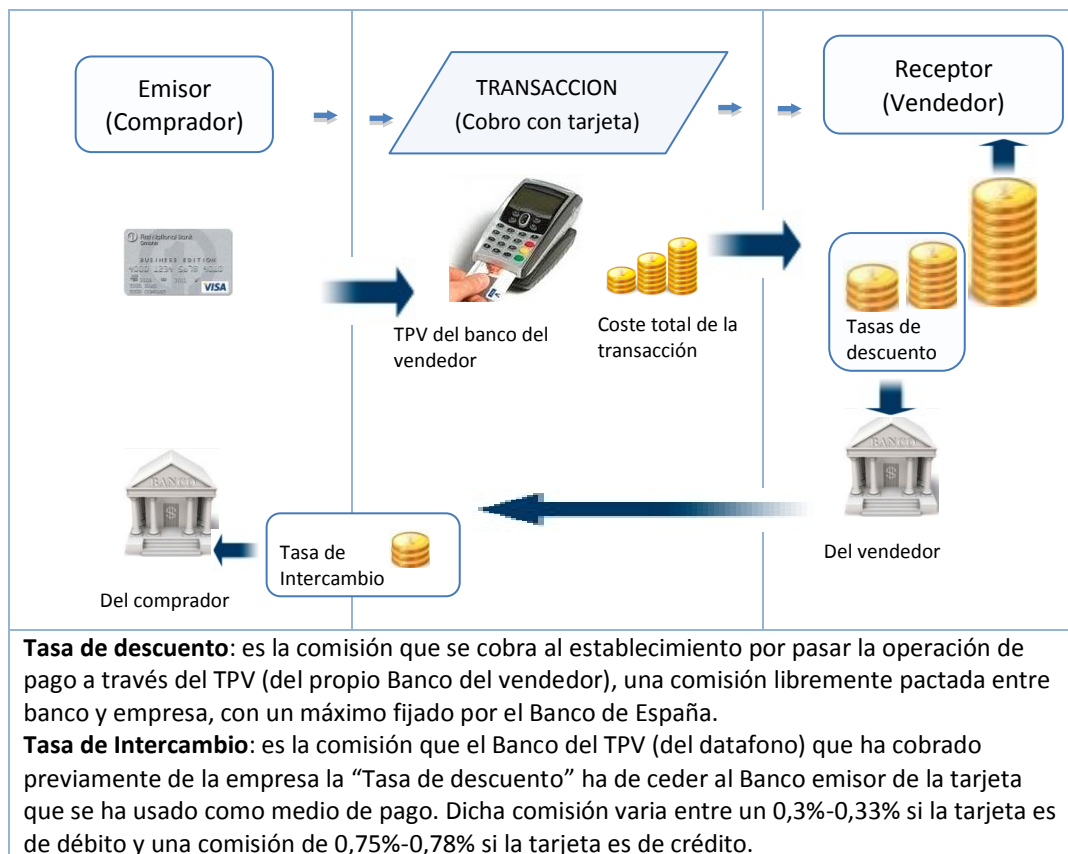 Emisor
(Comprador)
TRANSACCION
(Cobro con tarjeta)
Receptor
(Vendedor)
First National Bank
BUSINESS EDITION
VISA
TPV del banco del
vendedor
Coste total de la
transacción
Tasas de
descuento
BANCO
$
Del vendedor
BANCO
$
Del comprador
Tasa de
Intercambio
Tasa de descuento: es la comisión que se cobra al establecimiento por pasar la operación de
pago a través del TPV (del propio Banco del vendedor), una comisión libremente pactada entre
banco y empresa, con un máximo fijado por el Banco de España.
Tasa de Intercambio: es la comisión que el Banco del TPV (del datafono) que ha cobrado
previamente de la empresa la “Tasa de descuento” ha de ceder al Banco emisor de la tarjeta
que se ha usado como medio de pago. Dicha comisión varia entre un 0,3%-0,33% si la tarjeta es
de débito y una comisión de 0,75%-0,78% si la tarjeta es de crédito.